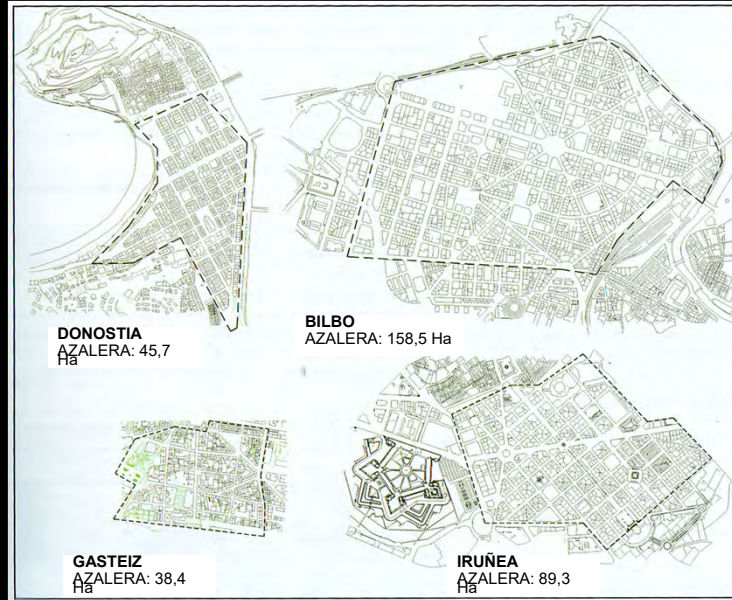 DONOSTIA
AZALERA: 45,7
Ha
BILBO
AZALERA: 158,5 Ha
GASTEIZ
AZALERA: 38,4
Ha
IRUÑEA
AZALERA: 89,3
Ha